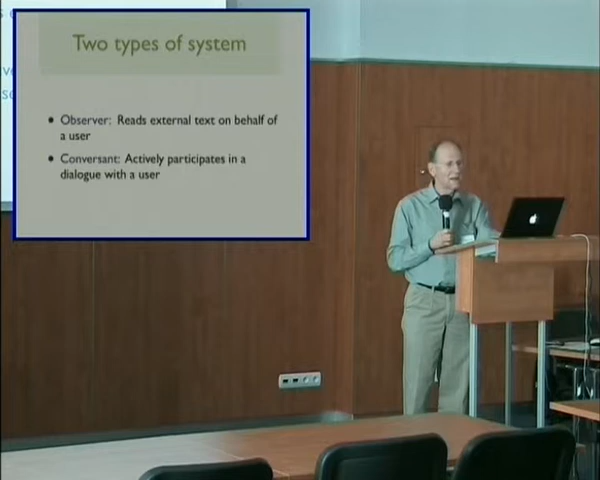 Two types of system
• Observer: Reads external text on behalf of
a user
• Conversant: Actively participates in a
dialogue with a user